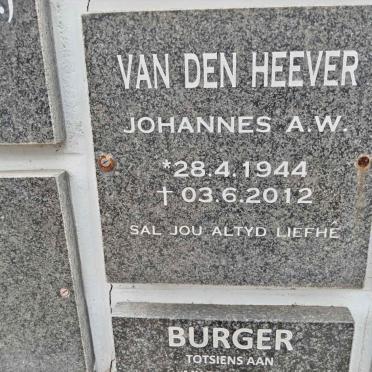 VAN DEN HEEVER
JOHANNES A.W.
*28.4.1944
†03.6.2012
SAL JOU ALTYD LIEFHÊ
BURGER
TOTSIENS AAN